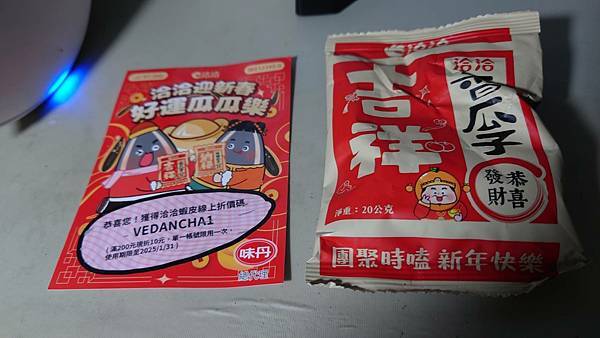 洽洽
洽洽迎新春
好運瓜瓜樂
恭喜您！獲得洽洽蝦皮線上折價碼。
VEDANCHA1
（滿200元現折10元，單一帳號限用一次，
使用期限至2025/1/31）
味丹
總代理
洽洽
吉祥
洽洽
香瓜子
恭喜
發財
淨重：20公克
團聚時嗑 新年快樂